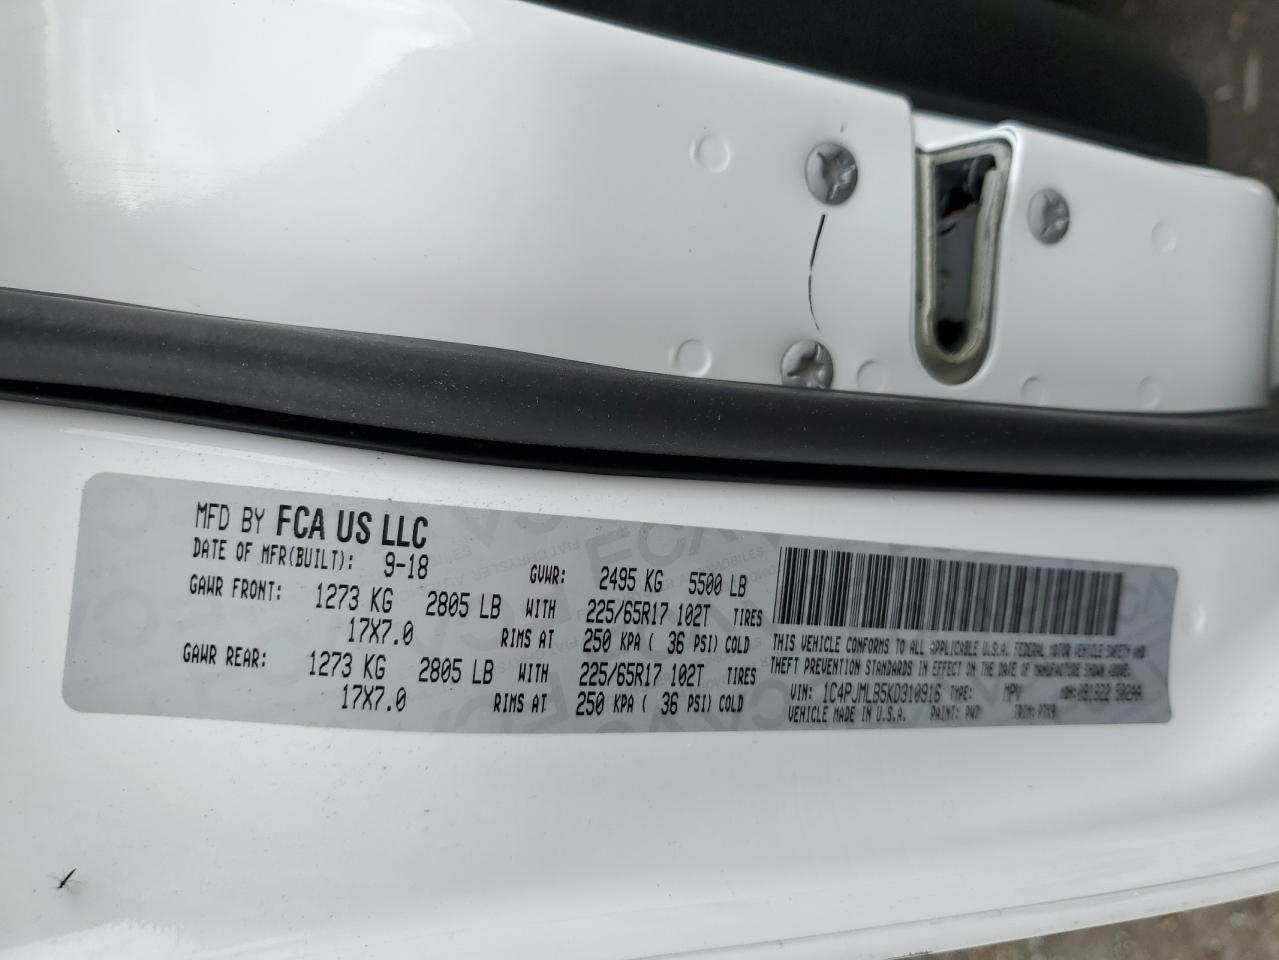 MFD BY FCA US LLC
DATE OF MFR(BUILT): 9-18 GVWR: 2495 KG 5500 LB
GAWR FRONT: 1273 KG 2805 LB WITH 225/65R17 102T TIRES
17X7.0 RIMS AT 250 KPA ( 36 PSI) COLD
GAWR REAR: 1273 KG 2805 LB WITH 225/65R17 102T TIRES
17X7.0 RIMS AT 250 KPA ( 36 PSI) COLD
THIS VEHICLE CONFORMS TO ALL APPLICABLE U.S.A. FEDERAL MOTOR VEHICLE SAFETY AND
THEFT PREVENTION STANDARDS IN EFFECT ON THE DATE OF MANUFACTURE SHOWN ABOVE.
VIN: 1C4PJMLB5KD310916 TYPE: MPV MDH:
VEHICLE MADE IN U.S.A. PAINT: PW7 TRIM: